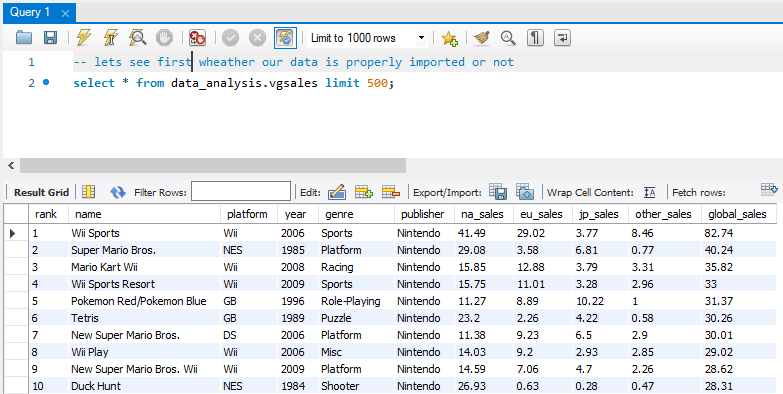 Query 1
Limit to 1000 rows
1 -- lets see first wheather our data is properly imported or not
2 select * from data_analysis.vgsales limit 500;
Result Grid Filter Rows: Edit: Export/Import: Wrap Cell Content: Fetch rows:
rank name platform year genre publisher na_sales eu_sales jp_sales other_sales global_sales
1 Wii Sports Wii 2006 Sports Nintendo 41.49 29.02 3.77 8.46 82.74
2 Super Mario Bros. NES 1985 Platform Nintendo 29.08 3.58 6.81 0.77 40.24
3 Mario Kart Wii Wii 2008 Racing Nintendo 15.85 12.88 3.79 3.31 35.82
4 Wii Sports Resort Wii 2009 Sports Nintendo 15.75 11.01 3.28 2.96 33
5 Pokemon Red/Pokemon Blue GB 1996 Role-Playing Nintendo 11.27 8.89 10.22 1 31.37
6 Tetris GB 1989 Puzzle Nintendo 23.2 2.26 4.22 0.58 30.26
7 New Super Mario Bros. DS 2006 Platform Nintendo 11.38 9.23 6.5 2.9 30.01
8 Wii Play Wii 2006 Misc Nintendo 14.03 9.2 2.93 2.85 29.02
9 New Super Mario Bros. Wii Wii 2009 Platform Nintendo 14.59 7.06 4.7 2.26 28.62
10 Duck Hunt NES 1984 Shooter Nintendo 26.93 0.63 0.28 0.47 28.31